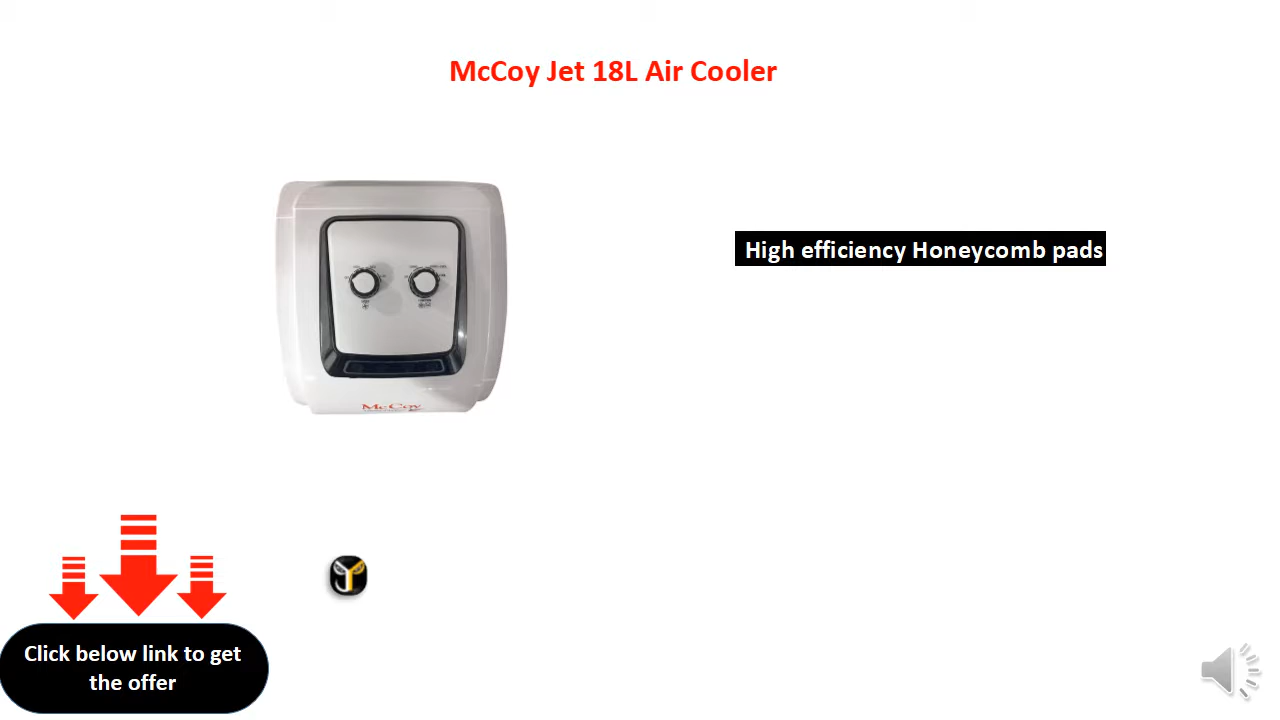 McCoy Jet 18L Air Cooler
High efficiency Honeycomb pads
McCoy
Click below link to get
the offer